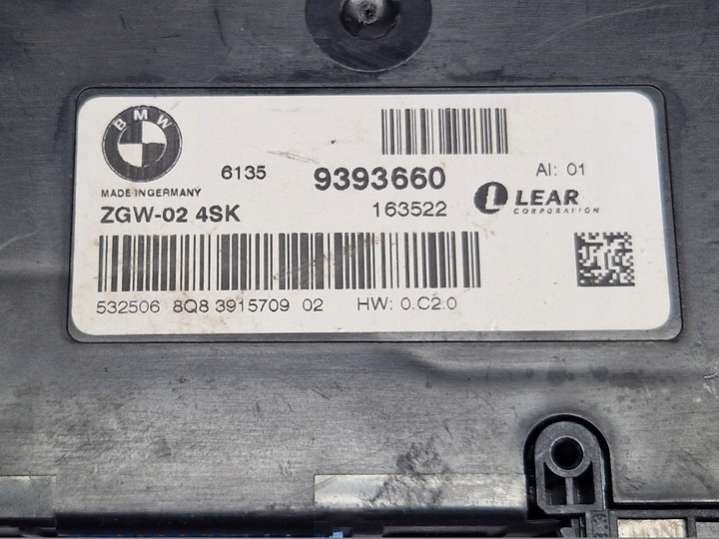 BMW
6135 9393660 AI: 01
MADE IN GERMANY
ZGW-02 4SK 163522
LEAR
CORPORATION
532506 8Q8 3915709 02 HW: 0.C2.0